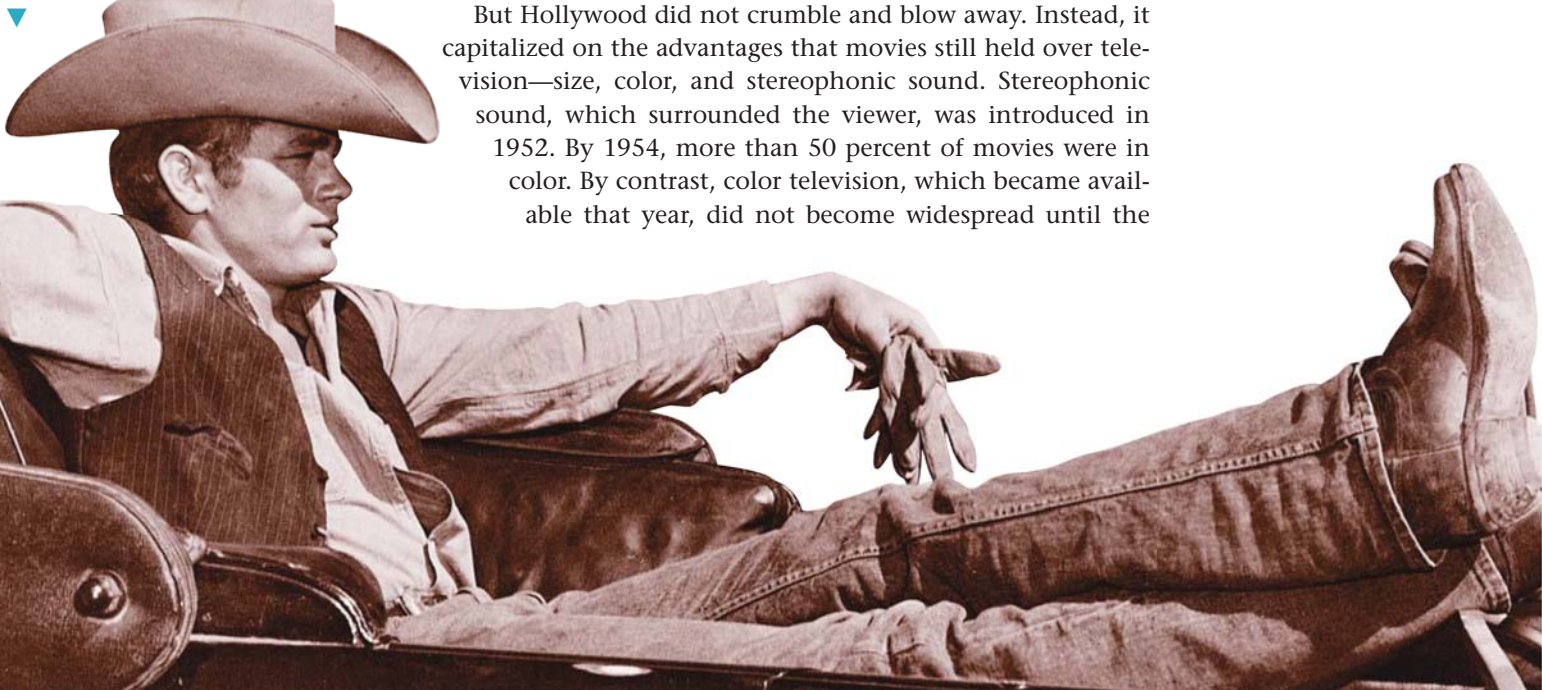 But Hollywood did not crumble and blow away. Instead, it
capitalized on the advantages that movies still held over tele-
vision—size, color, and stereophonic sound. Stereophonic
sound, which surrounded the viewer, was introduced in
1952. By 1954, more than 50 percent of movies were in
color. By contrast, color television, which became avail-
able that year, did not become widespread until the